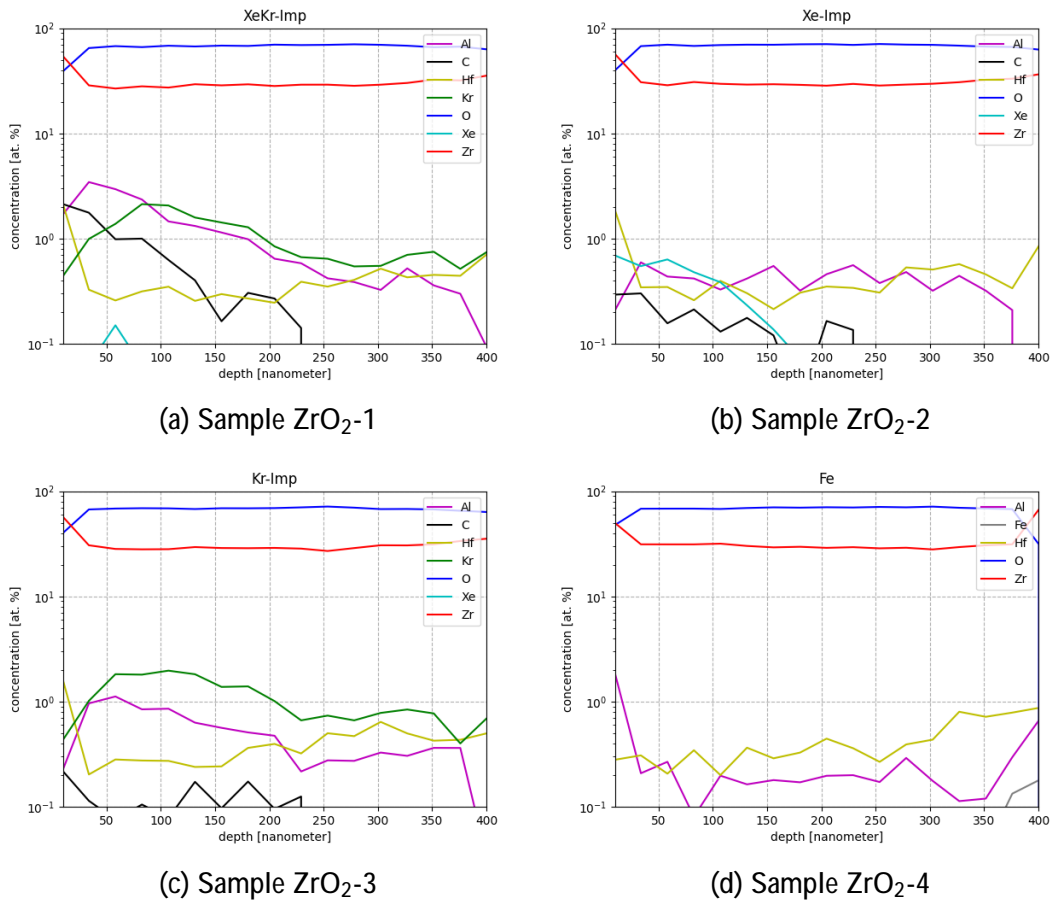 XeKr-Imp
concentration [at. %]
10²
10¹
10⁰
10⁻¹
Al
C
Hf
Kr
O
Xe
Zr
50 100 150 200 250 300 350 400
depth [nanometer]
(a) Sample ZrO₂-1
Xe-Imp
concentration [at. %]
10²
10¹
10⁰
10⁻¹
Al
C
Hf
O
Xe
Zr
50 100 150 200 250 300 350 400
depth [nanometer]
(b) Sample ZrO₂-2
Kr-Imp
concentration [at. %]
10²
10¹
10⁰
10⁻¹
Al
C
Hf
Kr
O
Xe
Zr
50 100 150 200 250 300 350 400
depth [nanometer]
(c) Sample ZrO₂-3
Fe
concentration [at. %]
10²
10¹
10⁰
10⁻¹
Al
Fe
Hf
O
Zr
50 100 150 200 250 300 350 400
depth [nanometer]
(d) Sample ZrO₂-4